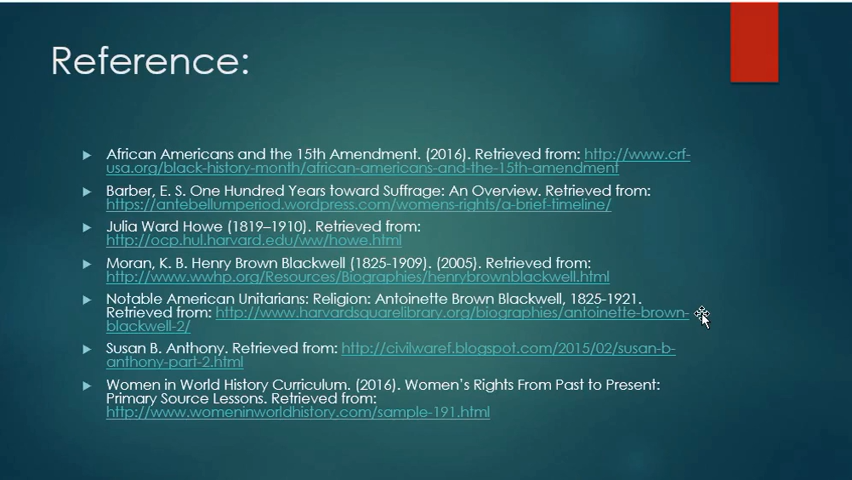 Reference:
African Americans and the 15th Amendment. (2016). Retrieved from: http://www.crf-
usa.org/black-history-month/african-americans-and-the-15th-amendment
Barber, E. S. One Hundred Years toward Suffrage: An Overview. Retrieved from:
https://antebellumperiod.wordpress.com/womens-rights/a-brief-timeline/
Julia Ward Howe (1819–1910). Retrieved from:
http://ocp.hul.harvard.edu/ww/howe.html
Moran, K. B. Henry Brown Blackwell (1825-1909). (2005). Retrieved from:
http://www.wwhp.org/Resources/Biographies/henrybrownblackwell.html
Notable American Unitarians: Religion: Antoinette Brown Blackwell, 1825-1921.
Retrieved from: http://www.harvardsquarelibrary.org/biographies/antoinette-brown-
blackwell-2/
Susan B. Anthony. Retrieved from: http://civilwaref.blogspot.com/2015/02/susan-b-
anthony-part-2.html
Women in World History Curriculum. (2016). Women’s Rights From Past to Present:
Primary Source Lessons. Retrieved from:
http://www.womeninworldhistory.com/sample-191.html